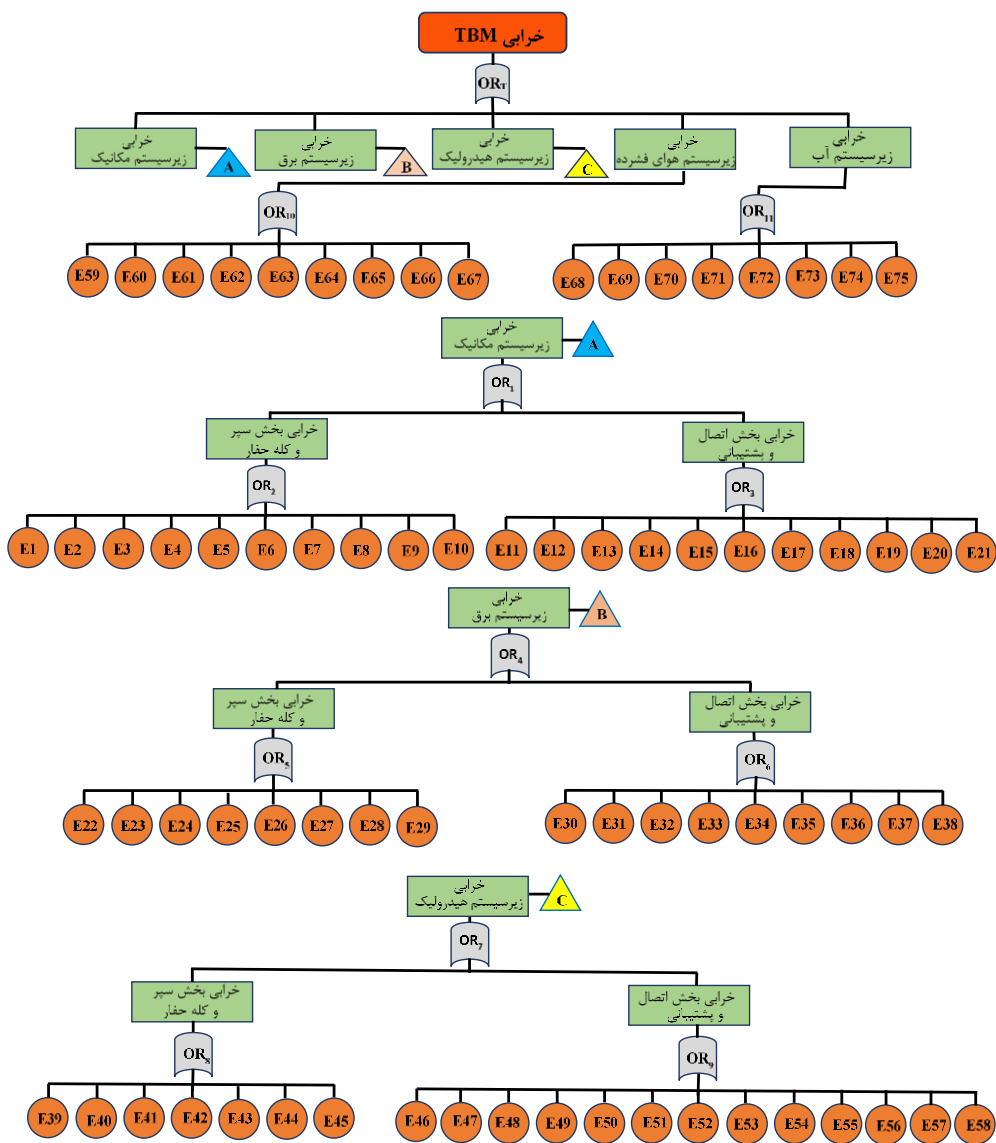 خرابی TBM
OR_T
خرابی
زیرسیستم مکانیک
A
خرابی
زیرسیستم برق
B
خرابی
زیرسیستم هیدرولیک
C
خرابی
زیرسیستم هوای فشرده
خرابی
زیرسیستم آب
OR₁₀
OR₁₁
E59 E60 E61 E62 E63 E64 E65 E66 E67
E68 E69 E70 E71 E72 E73 E74 E75
خرابی
زیرسیستم مکانیک
A
OR₁
خرابی بخش سپر
و کله حفار
خرابی بخش اتصال
و پشتیبانی
OR₂
OR₃
E1 E2 E3 E4 E5 E6 E7 E8 E9 E10
E11 E12 E13 E14 E15 E16 E17 E18 E19 E20 E21
خرابی
زیرسیستم برق
B
OR₄
خرابی بخش سپر
و کله حفار
خرابی بخش اتصال
و پشتیبانی
OR₅
OR₆
E22 E23 E24 E25 E26 E27 E28 E29
E30 E31 E32 E33 E34 E35 E36 E37 E38
خرابی
زیرسیستم هیدرولیک
C
OR₇
خرابی بخش سپر
و کله حفار
خرابی بخش اتصال
و پشتیبانی
OR₈
OR₉
E39 E40 E41 E42 E43 E44 E45
E46 E47 E48 E49 E50 E51 E52 E53 E54 E55 E56 E57 E58